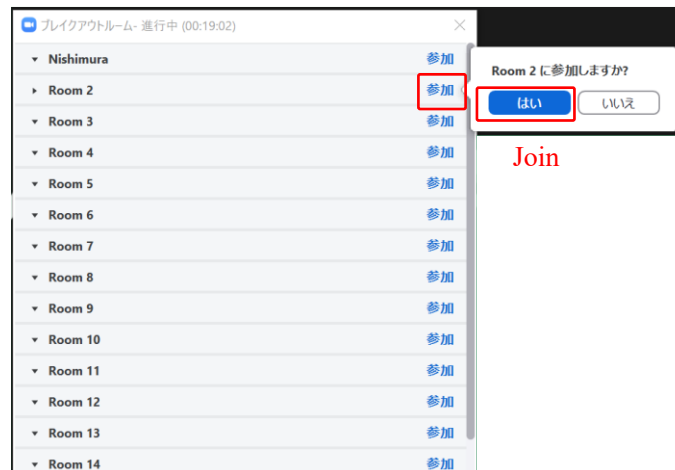 ブレイクアウトルーム- 進行中 (00:19:02)
Nishimura 参加
Room 2 参加
Room 2 に参加しますか?
はい いいえ
Join
Room 3 参加
Room 4 参加
Room 5 参加
Room 6 参加
Room 7 参加
Room 8 参加
Room 9 参加
Room 10 参加
Room 11 参加
Room 12 参加
Room 13 参加
Room 14 参加